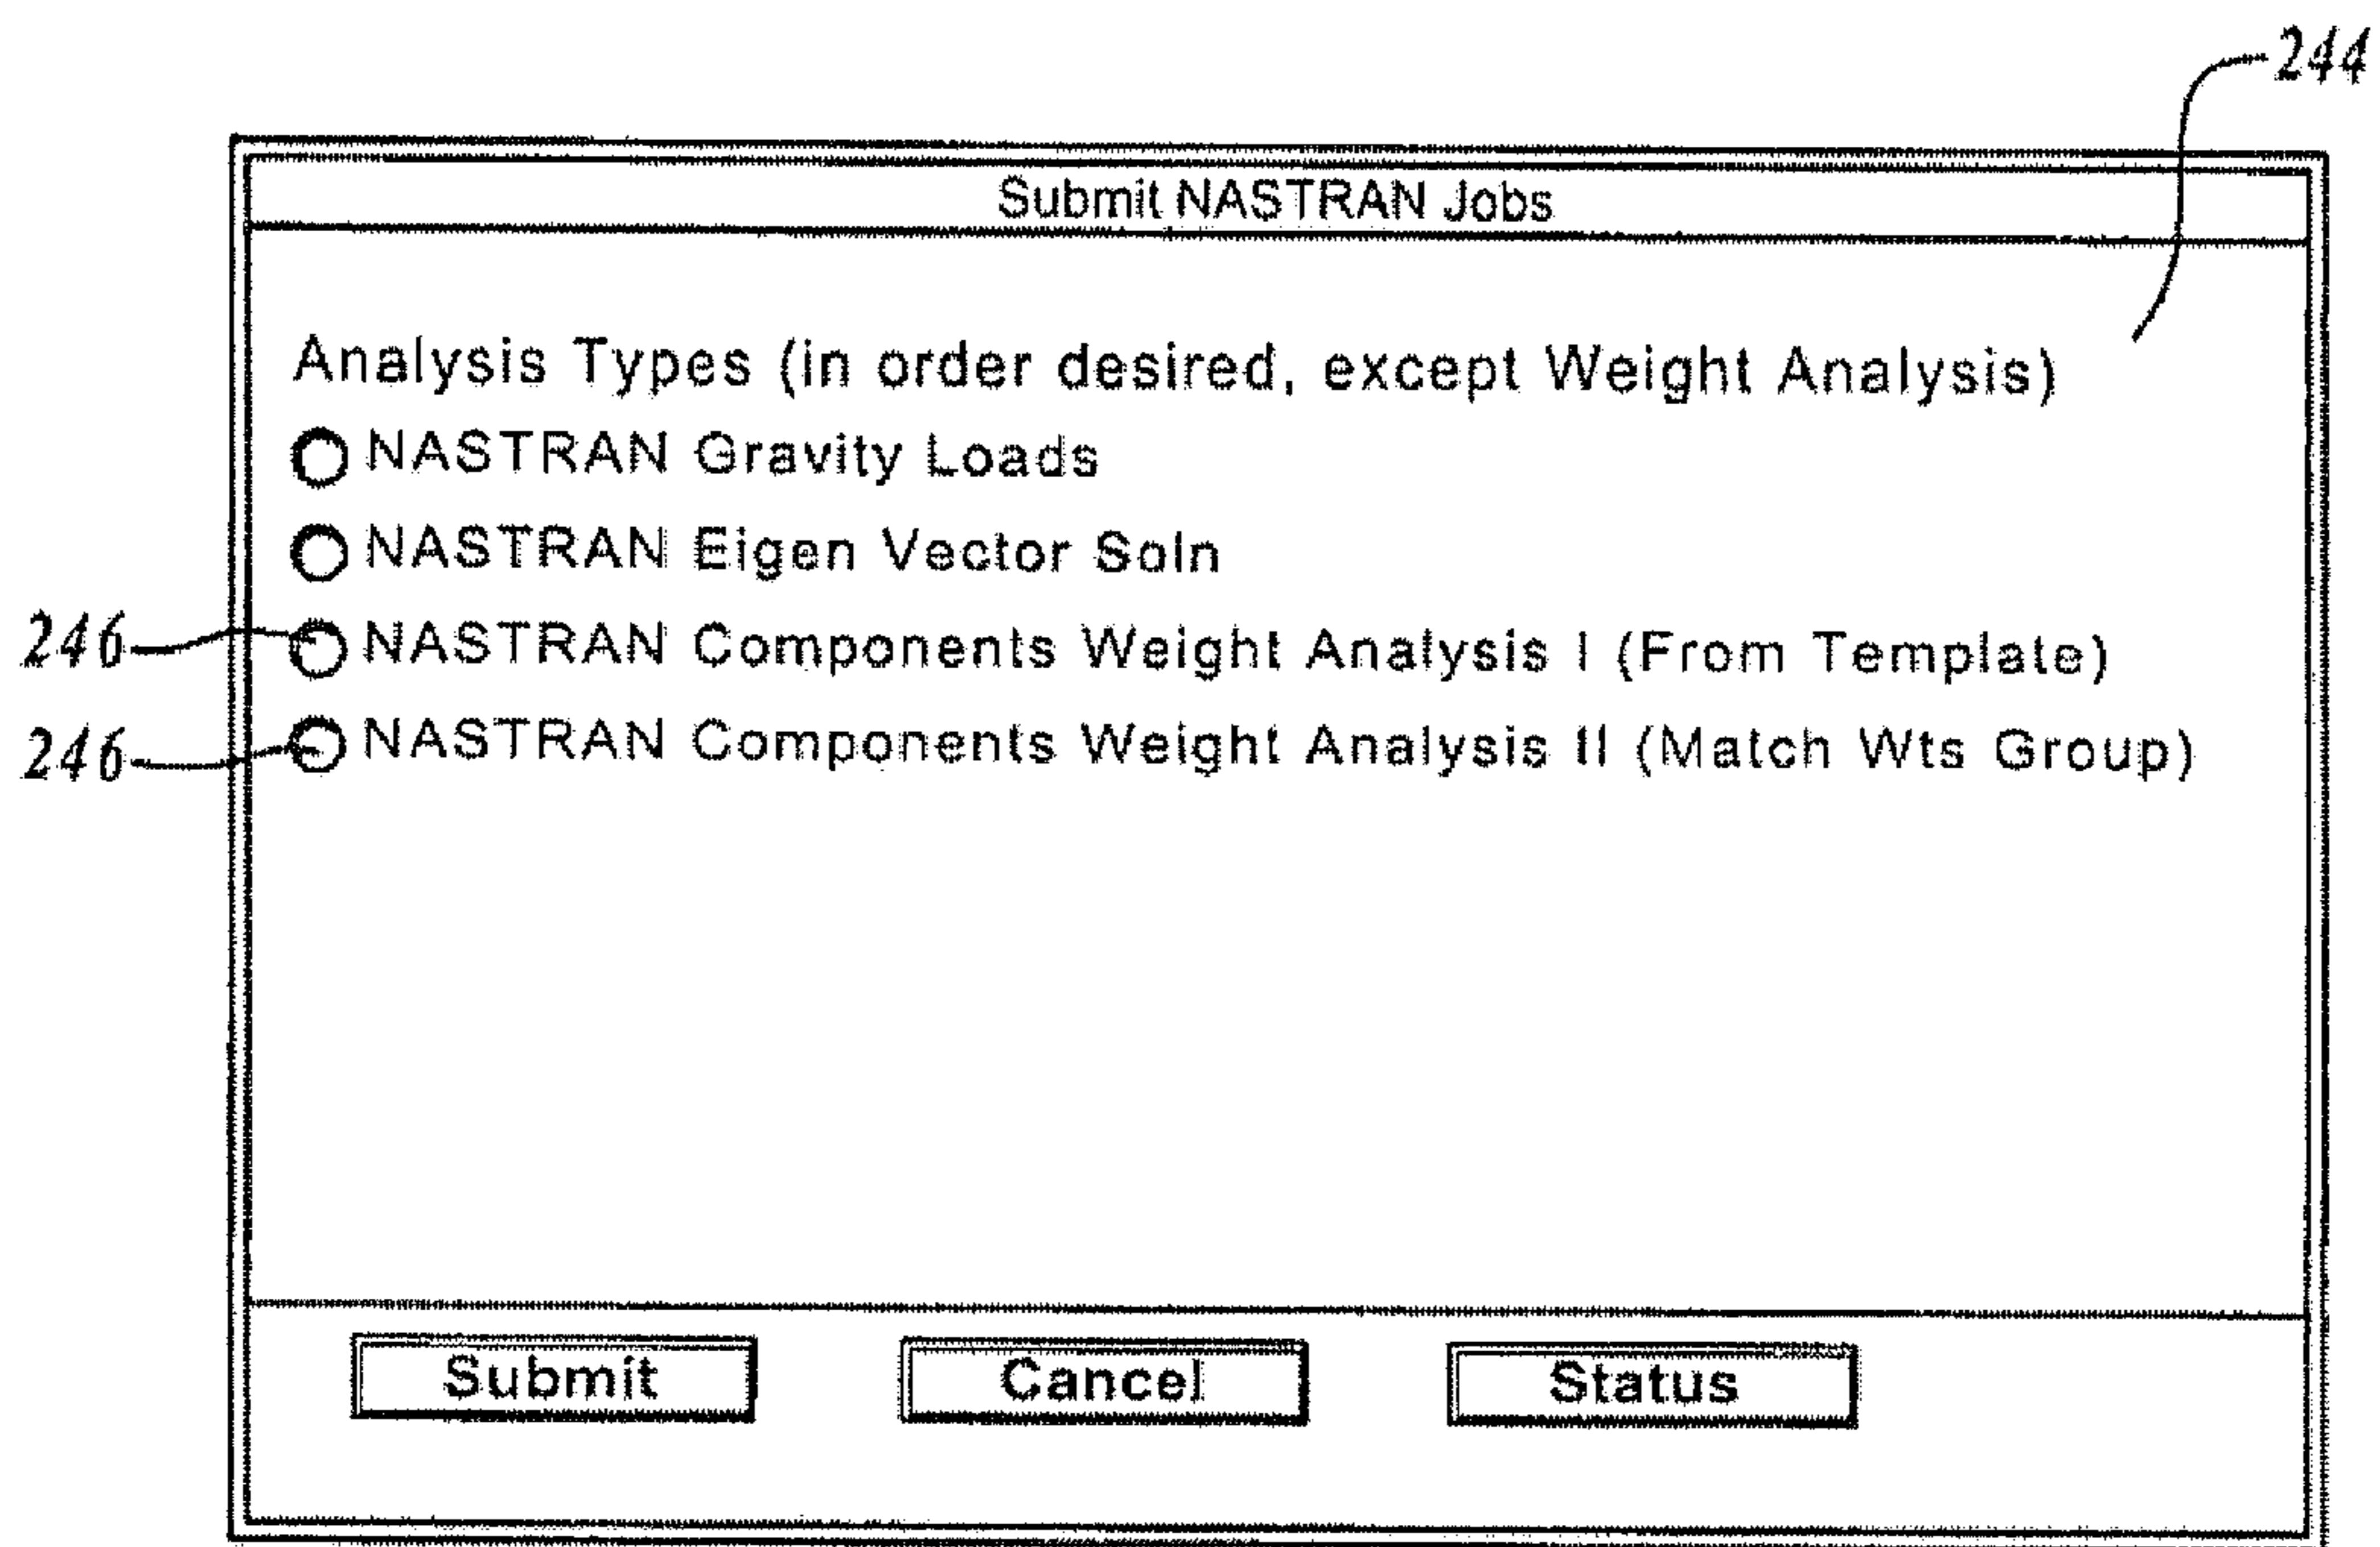 244
Submit NASTRAN Jobs
Analysis Types (in order desired, except Weight Analysis)
NASTRAN Gravity Loads
NASTRAN Eigen Vector Soln
246 NASTRAN Components Weight Analysis I (From Template)
246 NASTRAN Components Weight Analysis II (Match Wts Group)
Submit Cancel Status